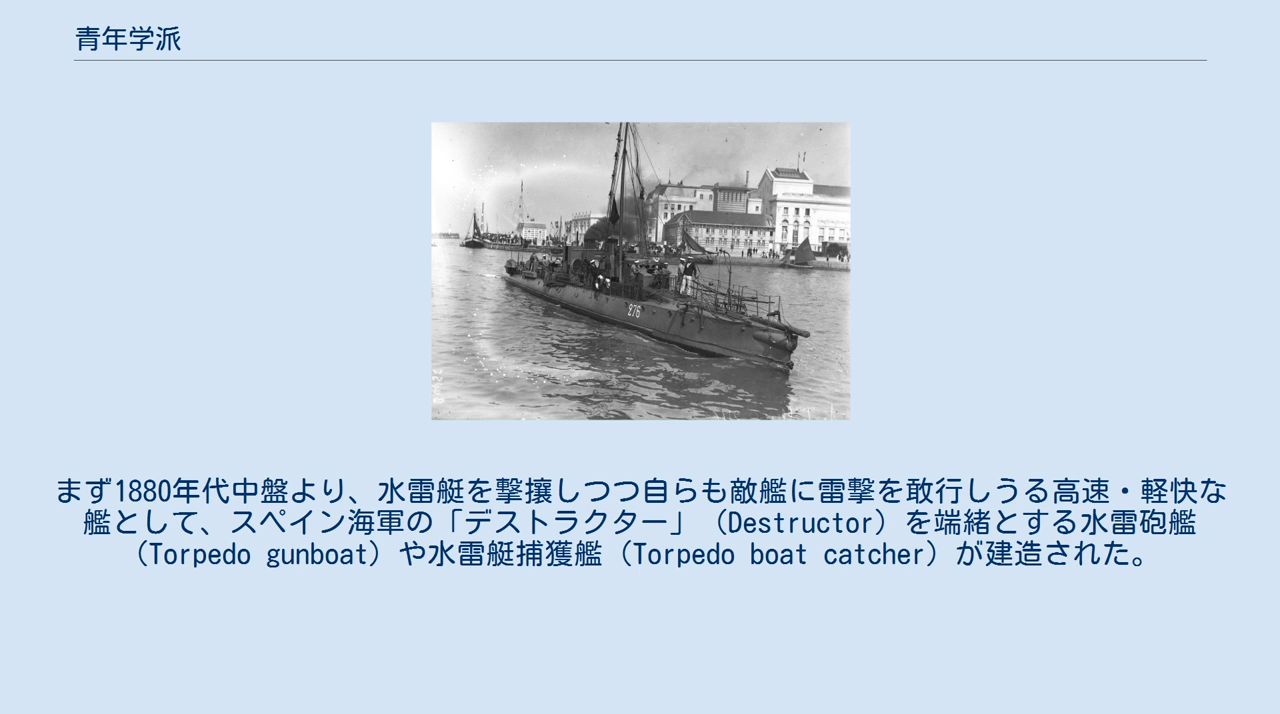 青年学派
276
まず1880年代中盤より、水雷艇を撃攘しつつ自らも敵艦に雷撃を敢行しうる高速・軽快な
艦として、スペイン海軍の「デストラクター」（Destructor）を端緒とする水雷砲艦
（Torpedo gunboat）や水雷艇捕獲艦（Torpedo boat catcher）が建造された。